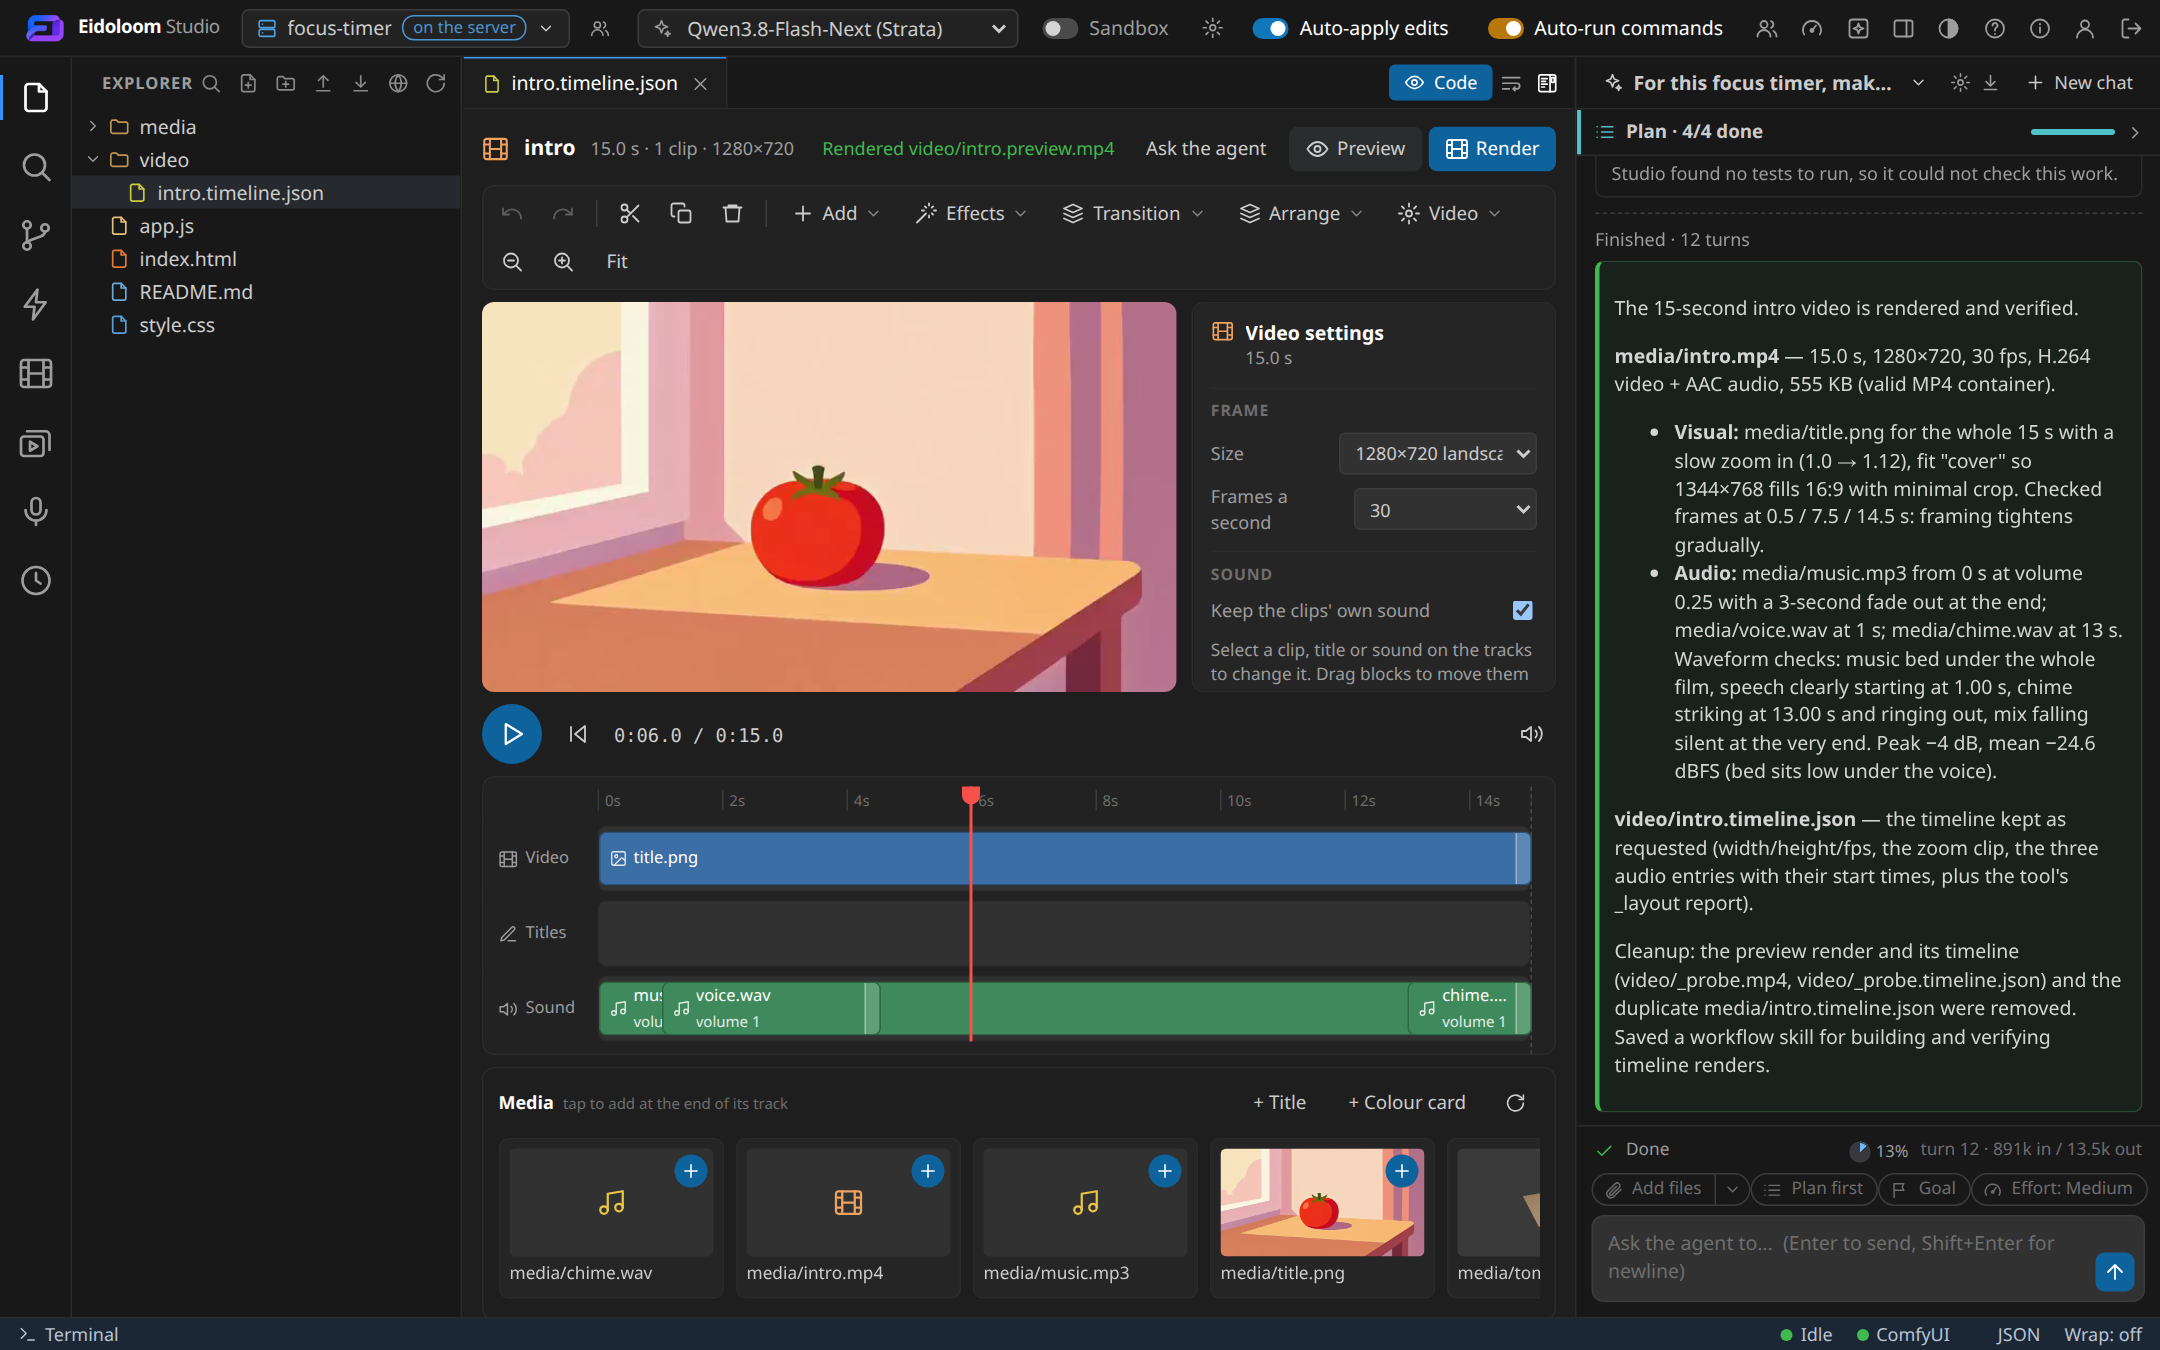 Eidoloom Studio
focus-timer
on the server
Qwen3.8-Flash-Next (Strata)
Sandbox
Auto-apply edits
Auto-run commands
EXPLORER
media
video
intro.timeline.json
app.js
index.html
README.md
style.css
intro.timeline.json
Code
intro
15.0 s · 1 clip · 1280×720
Rendered video/intro.preview.mp4
Ask the agent
Preview
Render
Add
Effects
Transition
Arrange
Video
Fit
Video settings
15.0 s
FRAME
Size
1280×720 landsca
Frames a
second
30
SOUND
Keep the clips' own sound
Select a clip, title or sound on the tracks
to change it. Drag blocks to move them
0:06.0 / 0:15.0
0s
2s
4s
6s
8s
10s
12s
14s
Video
title.png
Titles
Sound
mus
volu
voice.wav
volume 1
chime....
volume 1
Media
tap to add at the end of its track
+ Title
+ Colour card
media/chime.wav
media/intro.mp4
media/music.mp3
media/title.png
media/ton
For this focus timer, mak...
New chat
Plan · 4/4 done
Studio found no tests to run, so it could not check this work.
Finished · 12 turns
The 15-second intro video is rendered and verified.
media/intro.mp4 — 15.0 s, 1280×720, 30 fps, H.264
video + AAC audio, 555 KB (valid MP4 container).
Visual: media/title.png for the whole 15 s with a
slow zoom in (1.0 → 1.12), fit "cover" so
1344×768 fills 16:9 with minimal crop. Checked
frames at 0.5 / 7.5 / 14.5 s: framing tightens
gradually.
Audio: media/music.mp3 from 0 s at volume
0.25 with a 3-second fade out at the end;
media/voice.wav at 1 s; media/chime.wav at 13 s.
Waveform checks: music bed under the whole
film, speech clearly starting at 1.00 s, chime
striking at 13.00 s and ringing out, mix falling
silent at the very end. Peak −4 dB, mean −24.6
dBFS (bed sits low under the voice).
video/intro.timeline.json — the timeline kept as
requested (width/height/fps, the zoom clip, the three
audio entries with their start times, plus the tool's
_layout report).
Cleanup: the preview render and its timeline
(video/_probe.mp4, video/_probe.timeline.json) and the
duplicate media/intro.timeline.json were removed.
Saved a workflow skill for building and verifying
timeline renders.
Done
13%
turn 12 · 891k in / 13.5k out
Add files
Plan first
Goal
Effort: Medium
Ask the agent to... (Enter to send, Shift+Enter for
newline)
Terminal
Idle
ComfyUI
JSON
Wrap: off